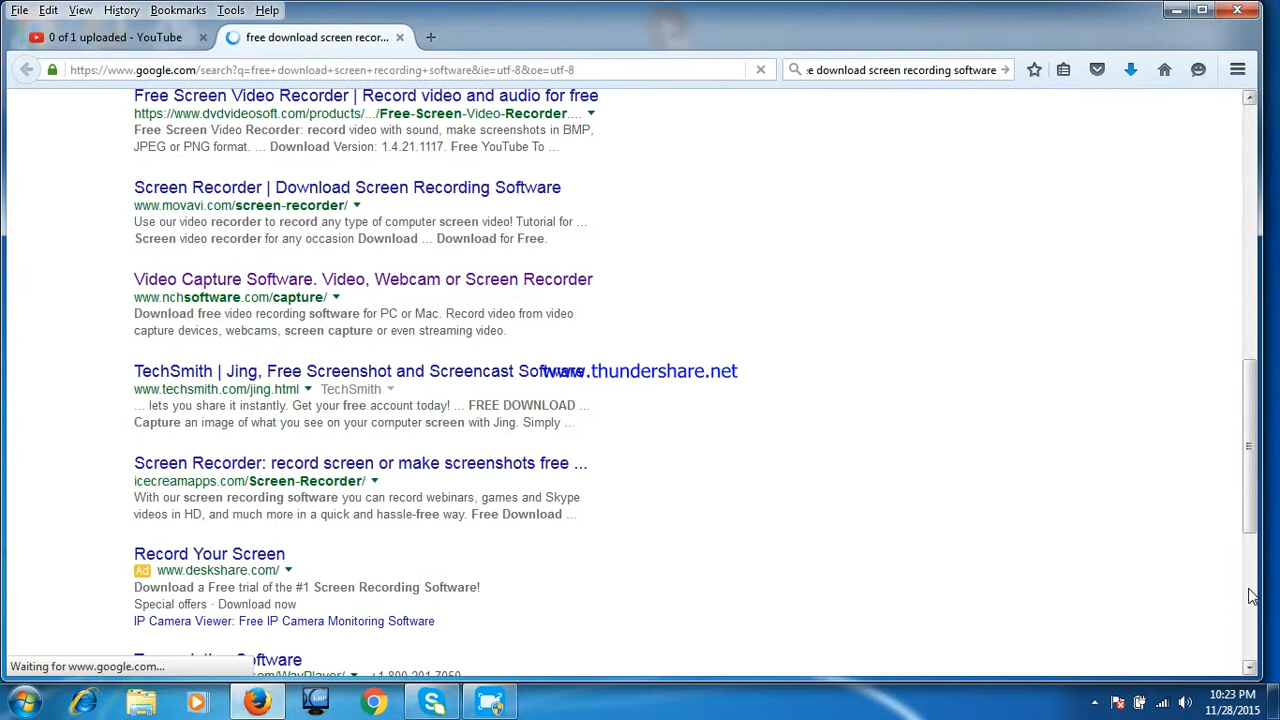 File Edit View History Bookmarks Tools Help
0 of 1 uploaded - YouTube × free download screen recor... × +
https://www.google.com/search?q=free+download+screen+recording+software&ie=utf-8&oe=utf-8 e download screen recording software
Free Screen Video Recorder | Record video and audio for free
https://www.dvdvideosoft.com/products/.../Free-Screen-Video-Recorder....
Free Screen Video Recorder: record video with sound, make screenshots in BMP,
JPEG or PNG format. ... Download Version: 1.4.21.1117. Free YouTube To ...
Screen Recorder | Download Screen Recording Software
www.movavi.com/screen-recorder/
Use our video recorder to record any type of computer screen video! Tutorial for ...
Screen video recorder for any occasion Download ... Download for Free.
Video Capture Software. Video, Webcam or Screen Recorder
www.nchsoftware.com/capture/
Download free video recording software for PC or Mac. Record video from video
capture devices, webcams, screen capture or even streaming video.
TechSmith | Jing, Free Screenshot and Screencast Software
www.thundershare.net
www.techsmith.com/jing.html TechSmith
... lets you share it instantly. Get your free account today! ... FREE DOWNLOAD ...
Capture an image of what you see on your computer screen with Jing. Simply ...
Screen Recorder: record screen or make screenshots free ...
icecreamapps.com/Screen-Recorder/
With our screen recording software you can record webinars, games and Skype
videos in HD, and much more in a quick and hassle-free way. Free Download ...
Record Your Screen
Ad www.deskshare.com/
Download a Free trial of the #1 Screen Recording Software!
Special offers · Download now
IP Camera Viewer: Free IP Camera Monitoring Software
Software
Waiting for www.google.com...
10:23 PM
11/28/2015